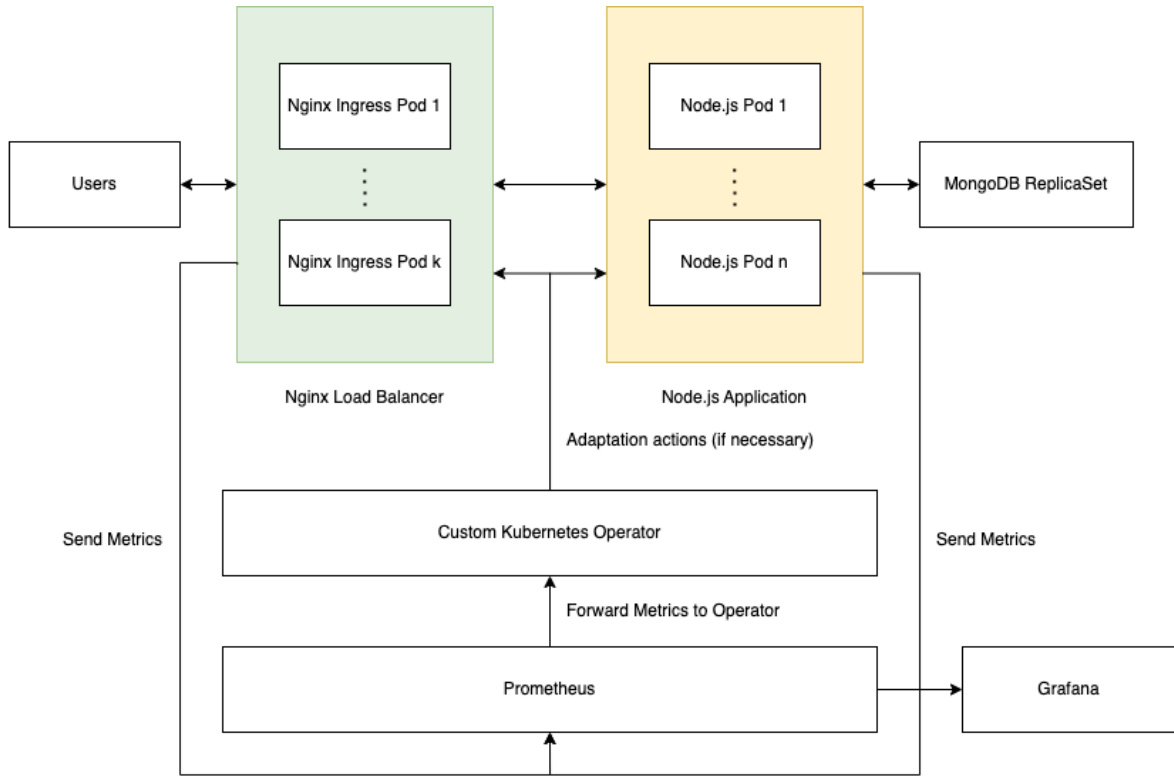 Nginx Ingress Pod 1
Node.js Pod 1
Users
MongoDB ReplicaSet
Nginx Ingress Pod k
Node.js Pod n
Nginx Load Balancer
Node.js Application
Adaptation actions (if necessary)
Send Metrics
Custom Kubernetes Operator
Send Metrics
Forward Metrics to Operator
Prometheus
Grafana